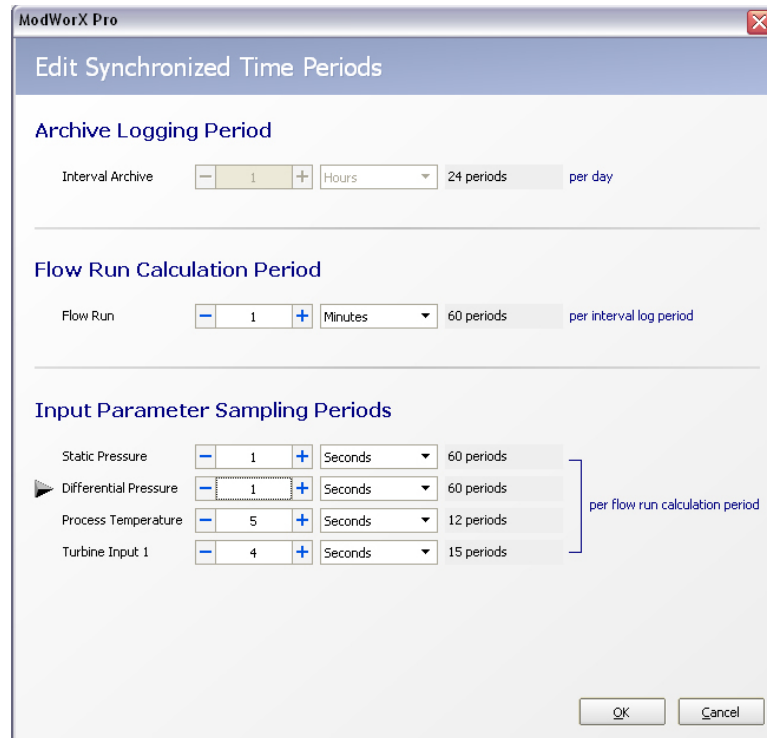 ModWorX Pro
Edit Synchronized Time Periods
Archive Logging Period
Interval Archive 1 Hours 24 periods per day
Flow Run Calculation Period
Flow Run 1 Minutes 60 periods per interval log period
Input Parameter Sampling Periods
Static Pressure 1 Seconds 60 periods
Differential Pressure 1 Seconds 60 periods
per flow run calculation period
Process Temperature 5 Seconds 12 periods
Turbine Input 1 4 Seconds 15 periods
OK Cancel